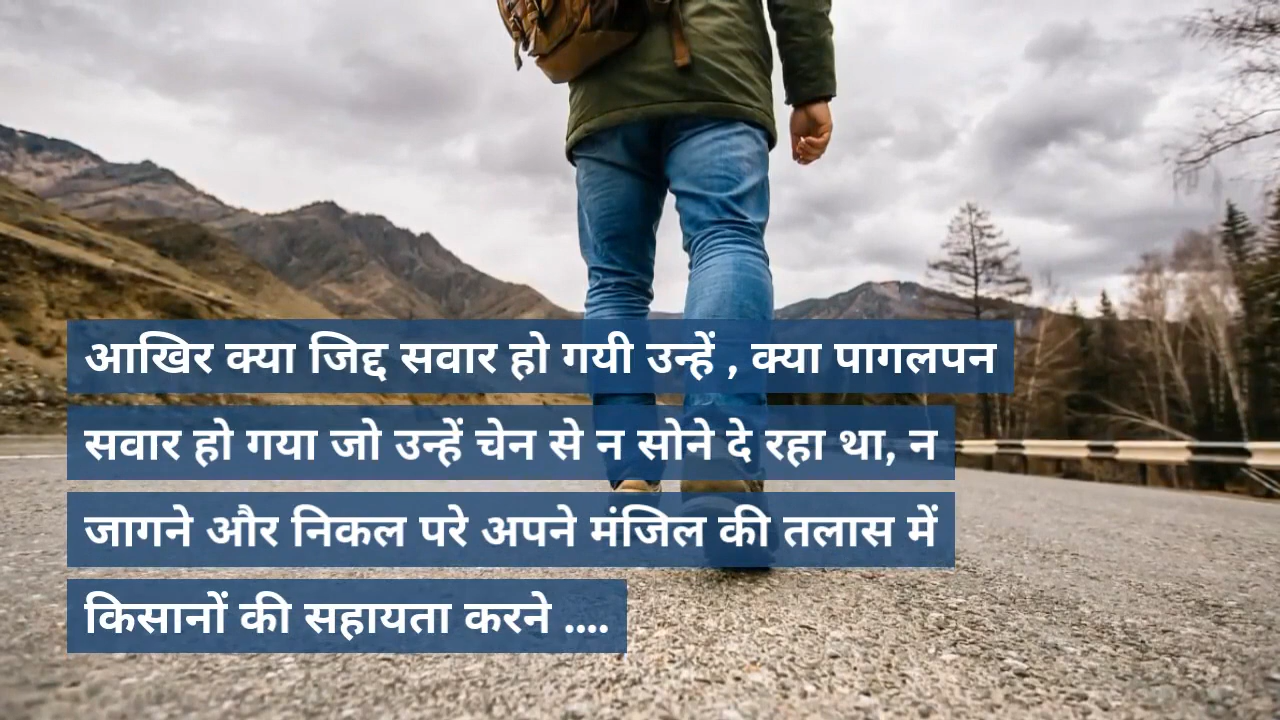 आखिर क्या जिद्द सवार हो गयी उन्हें , क्या पागलपन
सवार हो गया जो उन्हें चेन से न सोने दे रहा था, न
जागने और निकल परे अपने मंजिल की तलास में
किसानों की सहायता करने ....